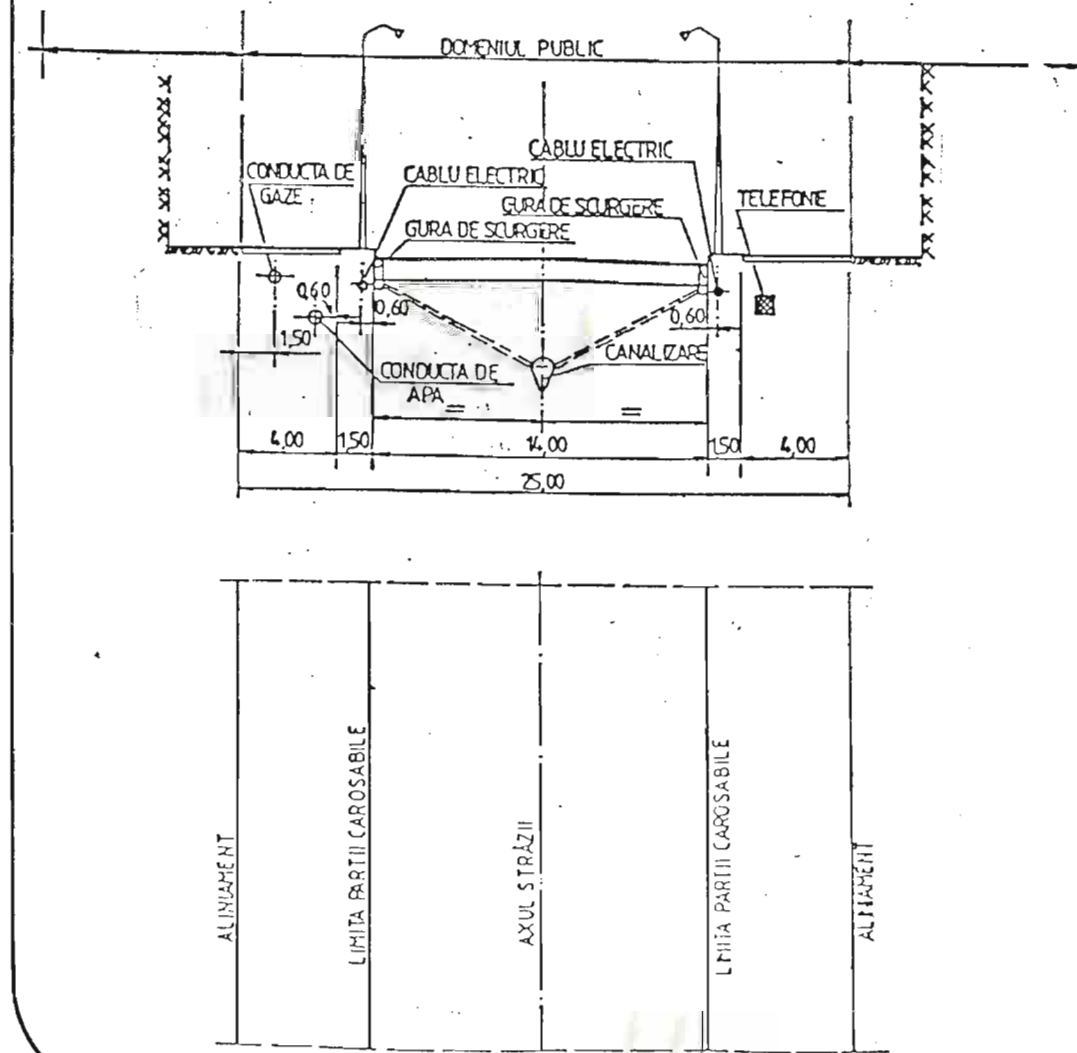 DOMENIUL PUBLIC
CABLU ELECTRIC
CONDUCTA DE
GAZE
CABLU ELECTRIC
TELEFONIE
GURA DE SCURGERE
GURA DE SCURGERE
0,60
0,60
0,60
1,50
CANALIZARE
CONDUCTA DE
APA
=
=
4,00
1,50
14,00
1,50
4,00
25,00
ALINIAMENT
LIMITA PARTII CAROSABILE
AXUL STRĂZII
LIMITA PARTII CAROSABILE
ALINIAMENT